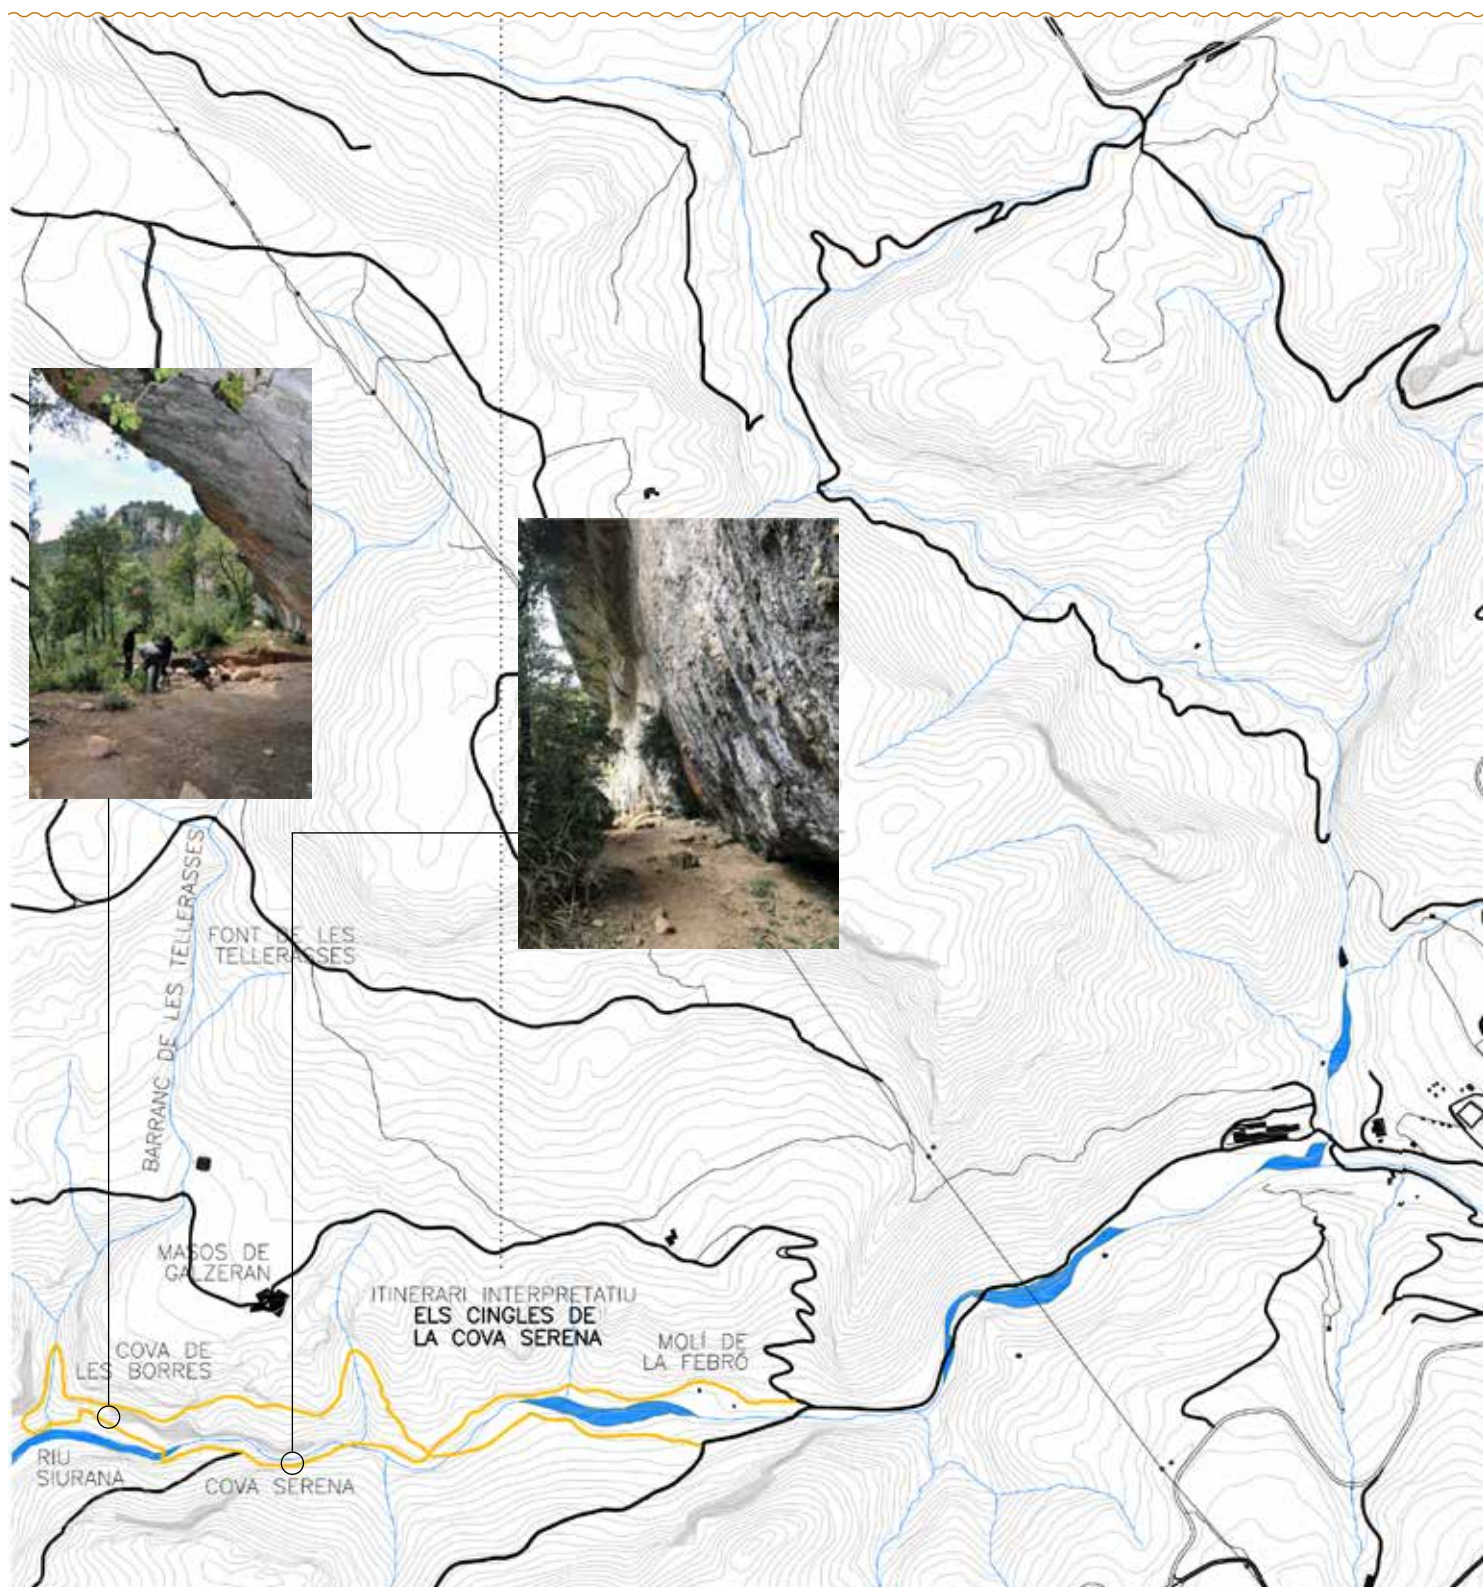 BARRANC DE LES TELLERASSES
FONT DE LES
TELLERASSES
MASOS DE
GALZERAN
ITINERARI INTERPRETATIU
ELS CINGLES DE
LA COVA SERENA
MOLÍ DE
LA FEBRÓ
COVA DE
LES BORRES
RIU
SIURANA
COVA SERENA